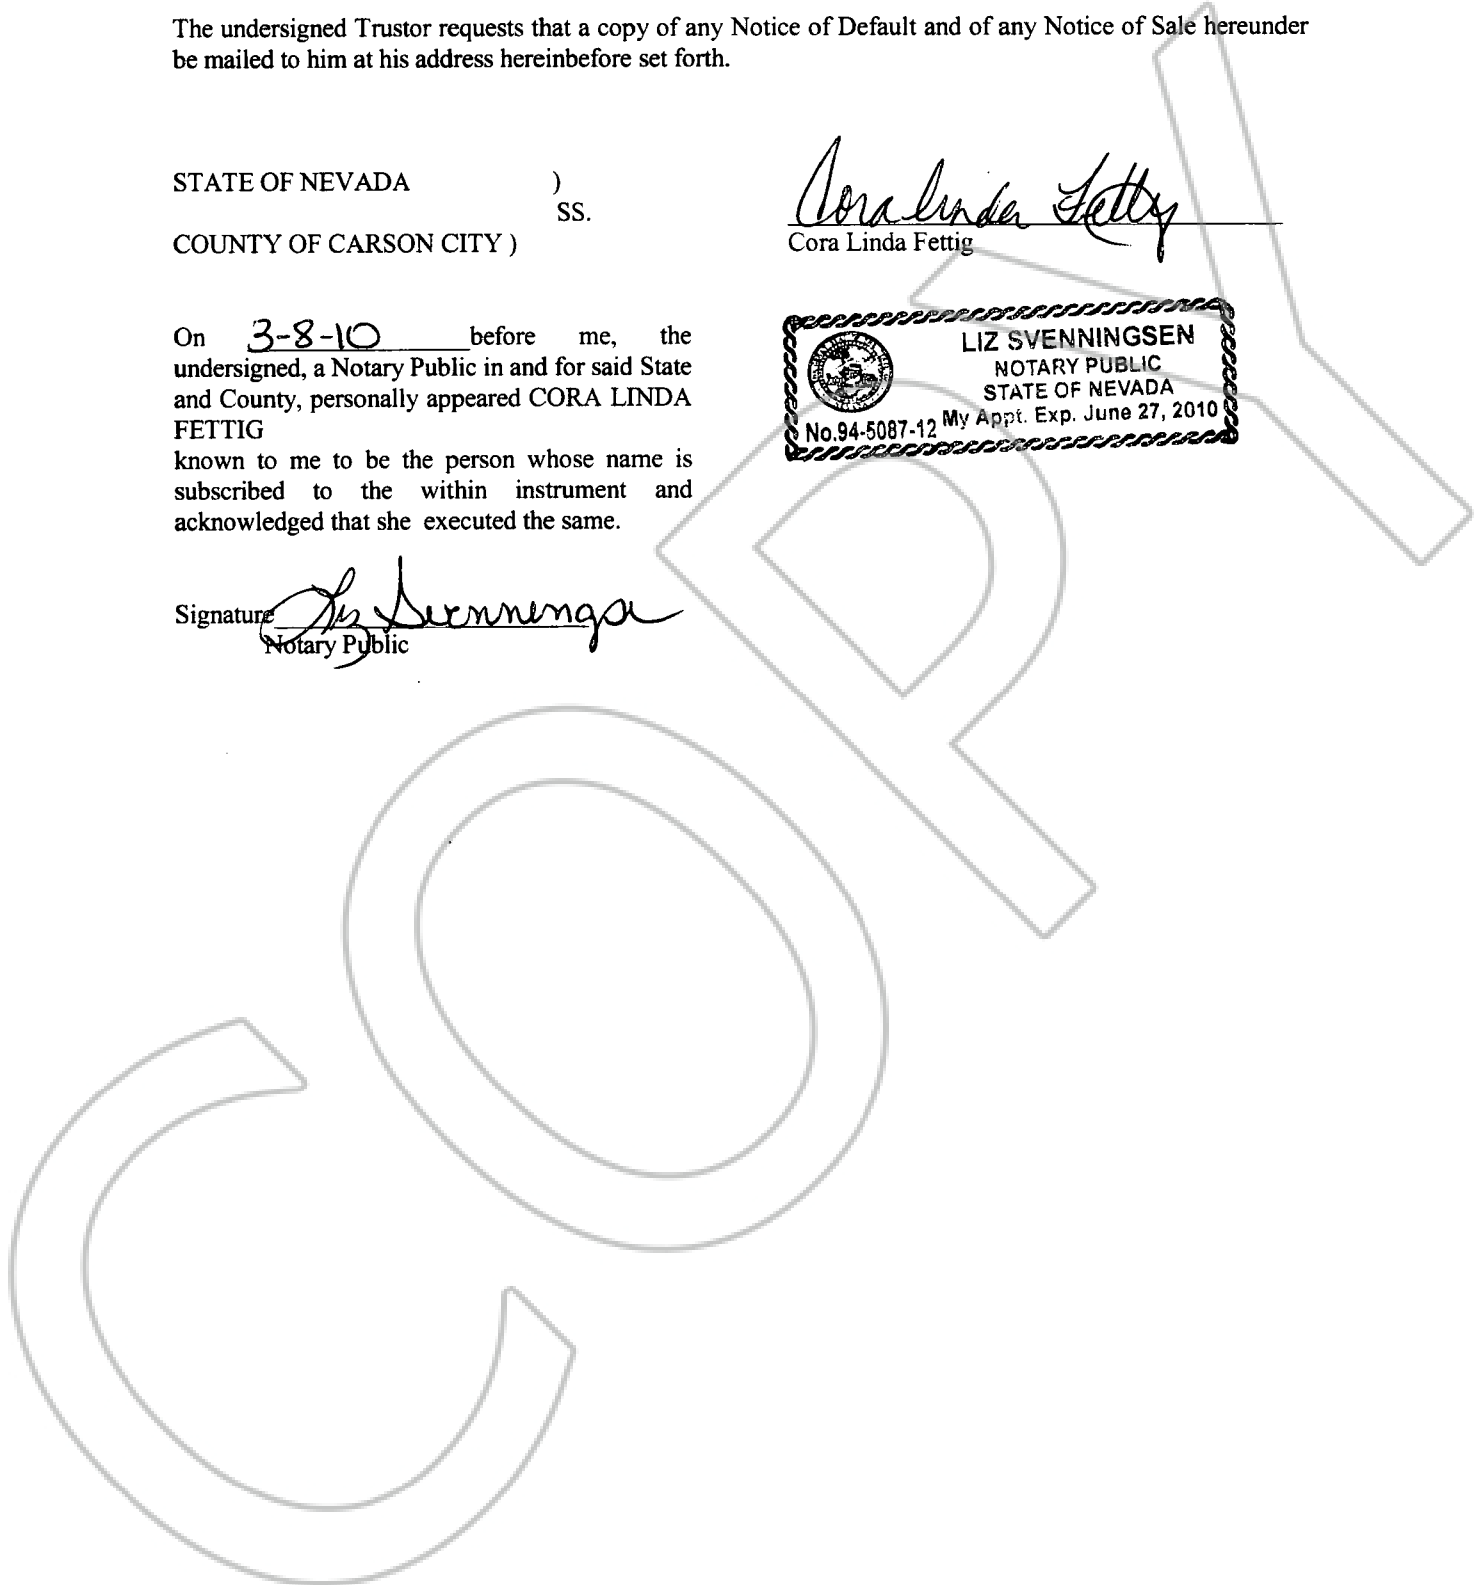 The undersigned Trustor requests that a copy of any Notice of Default and of any Notice of Sale hereunder
be mailed to him at his address hereinbefore set forth.
STATE OF NEVADA )
SS.
COUNTY OF CARSON CITY )
Cora Linda Fettig
Cora Linda Fettig
On 3-8-10 before me, the
undersigned, a Notary Public in and for said State
and County, personally appeared CORA LINDA
FETTIG
known to me to be the person whose name is
subscribed to the within instrument and
acknowledged that she executed the same.
LIZ SVENNINGSEN
NOTARY PUBLIC
STATE OF NEVADA
No.94-5087-12 My Appt. Exp. June 27, 2010
Signature Liz Svenningsen
Notary Public
COPY